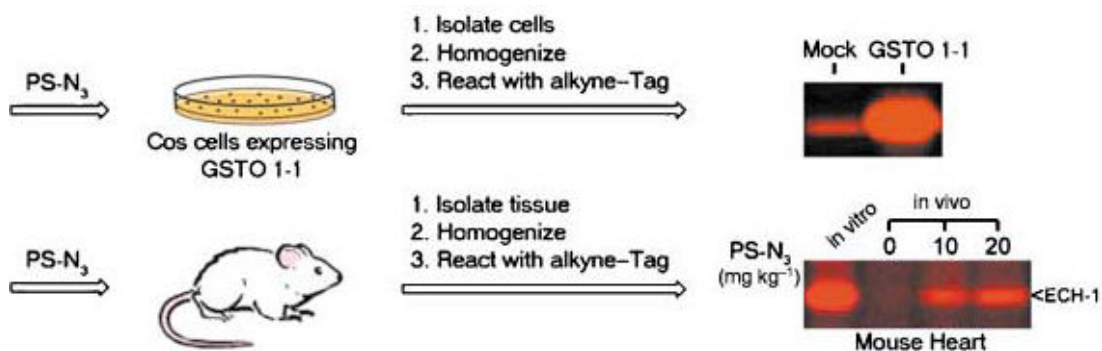 PS-N3
Cos cells expressing
GSTO 1-1
1. Isolate cells
2. Homogenize
3. React with alkyne–Tag
Mock GSTO 1-1
PS-N3
1. Isolate tissue
2. Homogenize
3. React with alkyne–Tag
in vitro
in vivo
0 10 20
PS-N3
(mg kg⁻¹)
<ECH-1
Mouse Heart